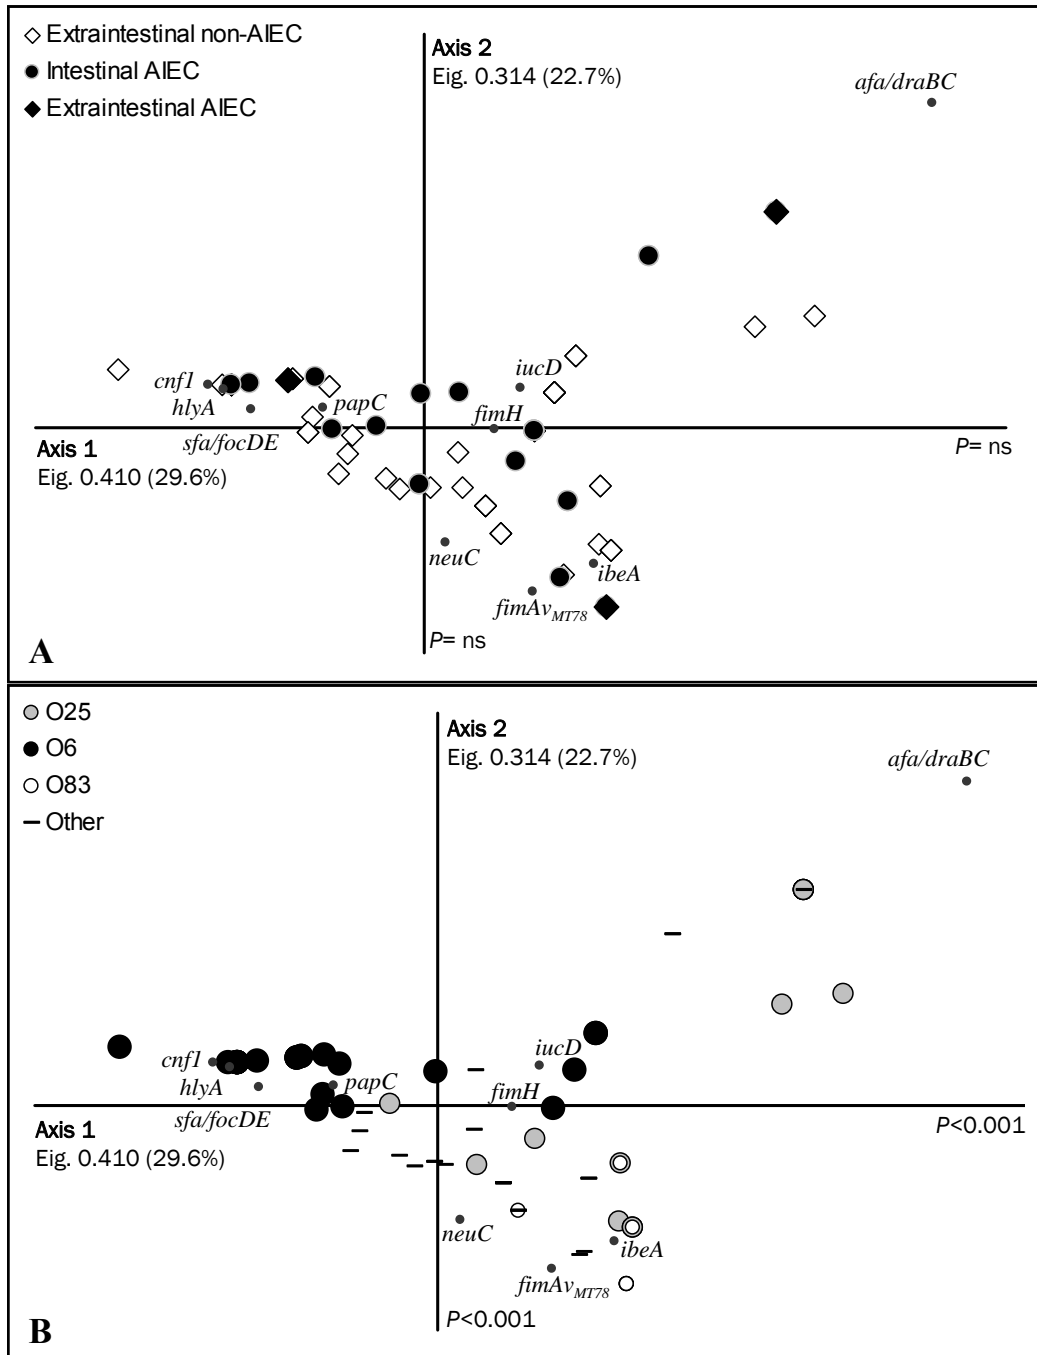 Extraintestinal non-AIEC
Intestinal AIEC
Extraintestinal AIEC
Axis 2
Eig. 0.314 (22.7%)
afa/draBC
cnf1
hlyA
papC
sfa/focDE
iucD
fimH
Axis 1
Eig. 0.410 (29.6%)
P= ns
neuC
ibeA
fimAvMT78
P= ns
A
O25
O6
O83
Other
Axis 2
Eig. 0.314 (22.7%)
afa/draBC
cnf1
hlyA
papC
sfa/focDE
iucD
fimH
Axis 1
Eig. 0.410 (29.6%)
P<0.001
neuC
ibeA
fimAvMT78
P<0.001
B